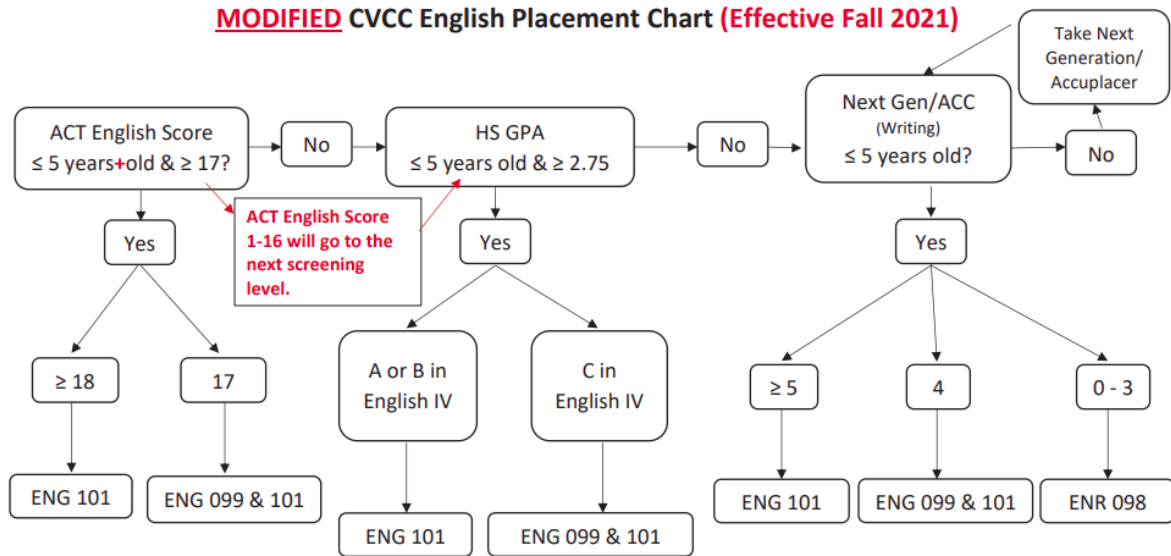 MODIFIED CVCC English Placement Chart (Effective Fall 2021)
ACT English Score
≤ 5 years+old & ≥ 17?
No
HS GPA
≤ 5 years old & ≥ 2.75
No
Next Gen/ACC
(Writing)
≤ 5 years old?
Take Next
Generation/
Accuplacer
No
ACT English Score
1-16 will go to the
next screening
level.
Yes
Yes
Yes
≥ 18
17
A or B in
English IV
C in
English IV
≥ 5
4
0 - 3
ENG 101
ENG 099 & 101
ENG 101
ENG 099 & 101
ENG 101
ENG 099 & 101
ENR 098